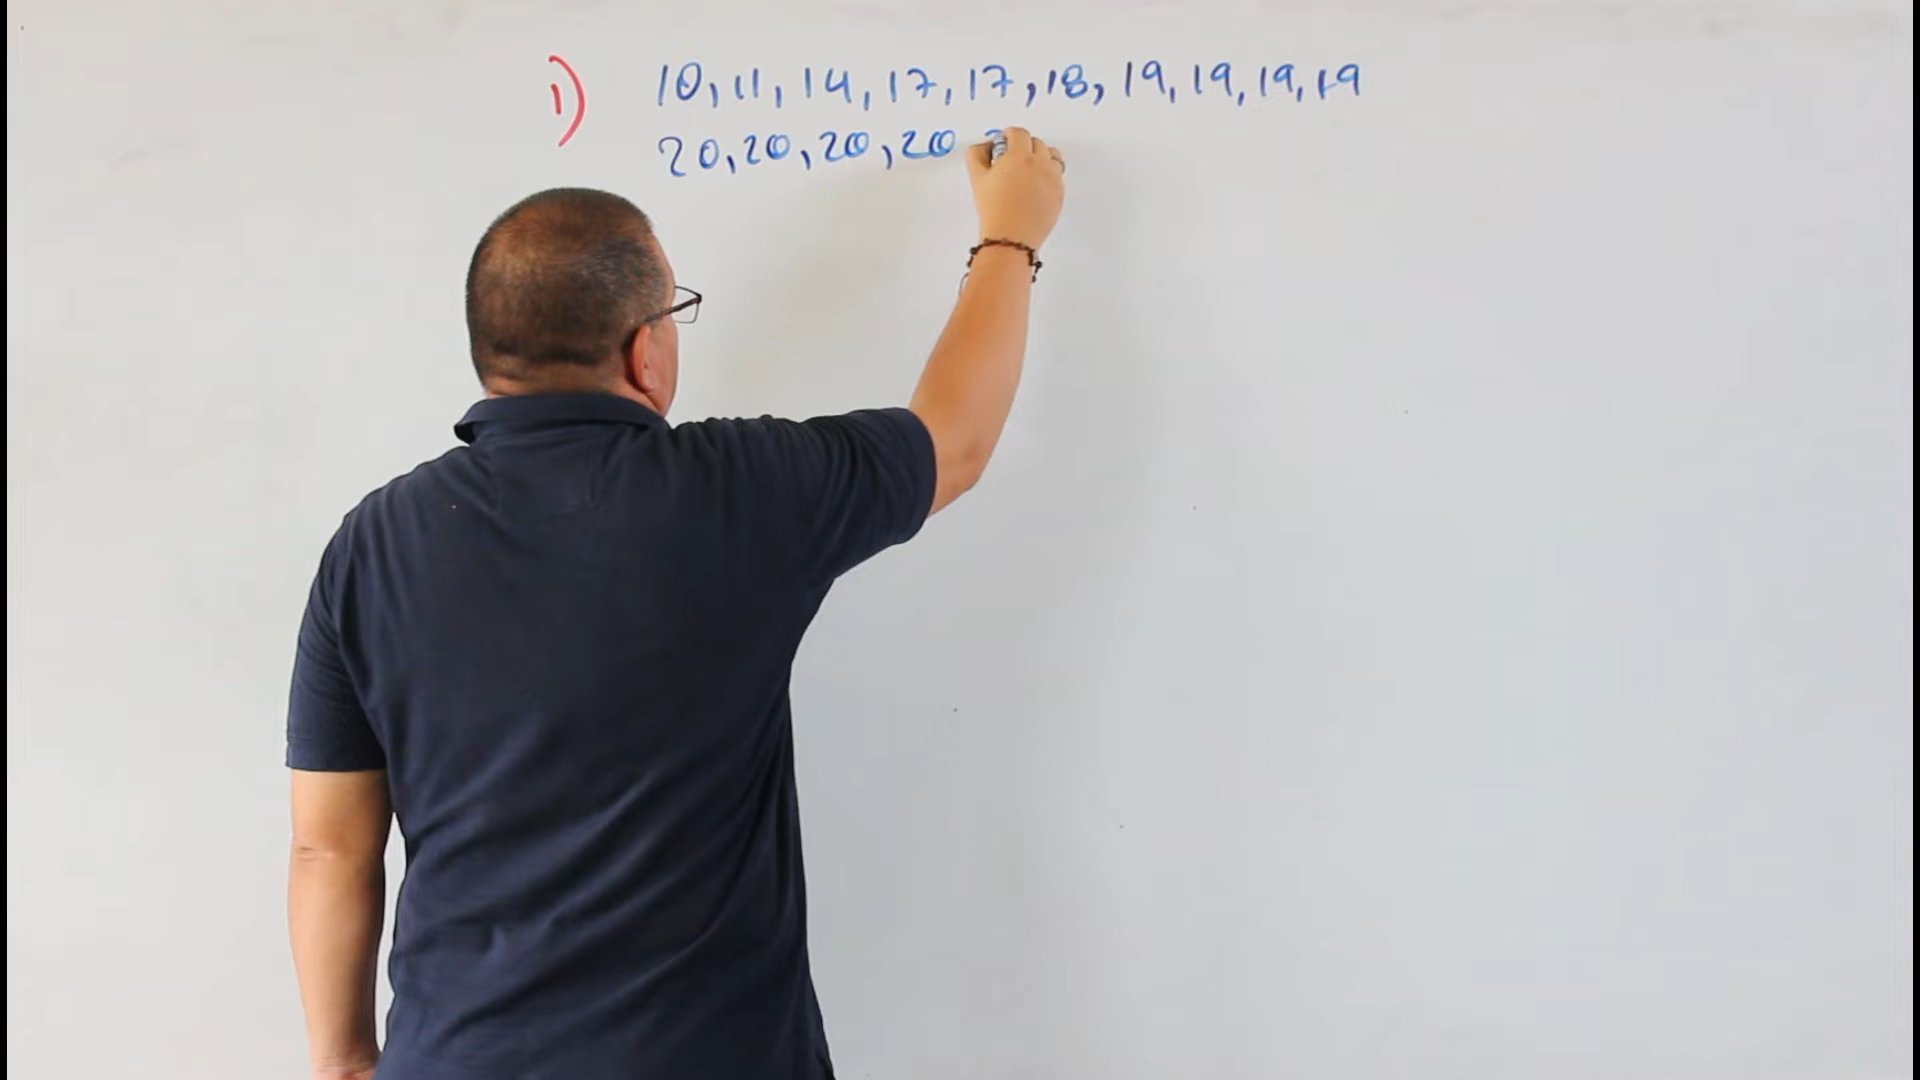 1) 10, 11, 14, 17, 17, 18, 19, 19, 19, 19
20, 20, 20, 20